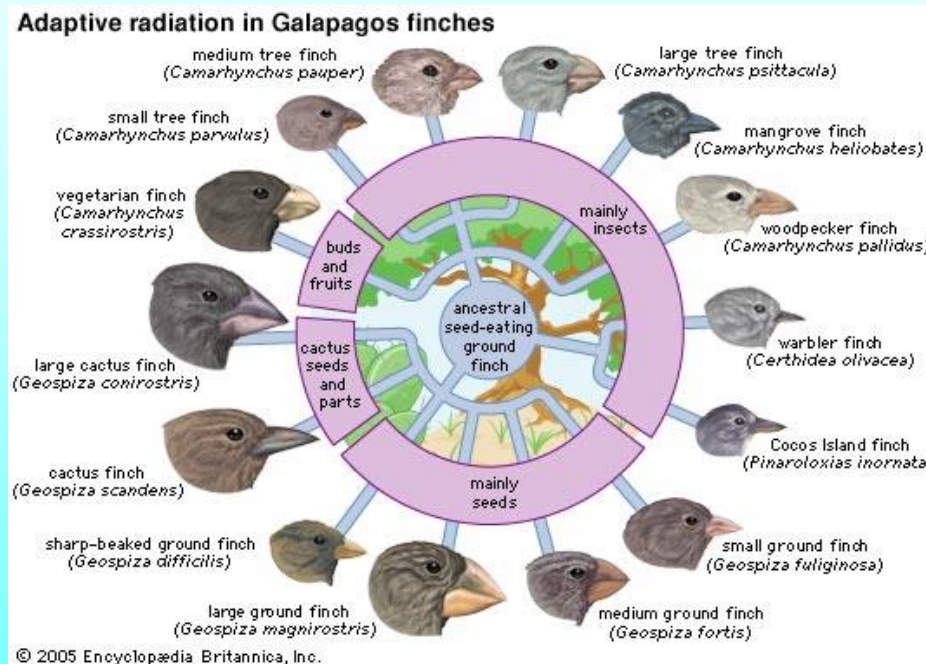 Adaptive radiation in Galapagos finches
medium tree finch
(Camarhynchus pauper)
large tree finch
(Camarhynchus psittacula)
small tree finch
(Camarhynchus parvulus)
mangrove finch
(Camarhynchus heliobates)
vegetarian finch
(Camarhynchus
crassirostris)
woodpecker finch
(Camarhynchus pallidus)
buds
and
fruits
mainly
insects
ancestral
seed-eating
ground
finch
warbler finch
(Certhidea olivacea)
large cactus finch
(Geospiza conirostris)
cactus
seeds
and
parts
Cocos Island finch
(Pinaroloxias inornata
cactus finch
(Geospiza scandens)
mainly
seeds
sharp-beaked ground finch
(Geospiza difficilis)
small ground finch
(Geospiza fuliginosa)
large ground finch
(Geospiza magnirostris)
medium ground finch
(Geospiza fortis)
© 2005 Encyclopædia Britannica, Inc.